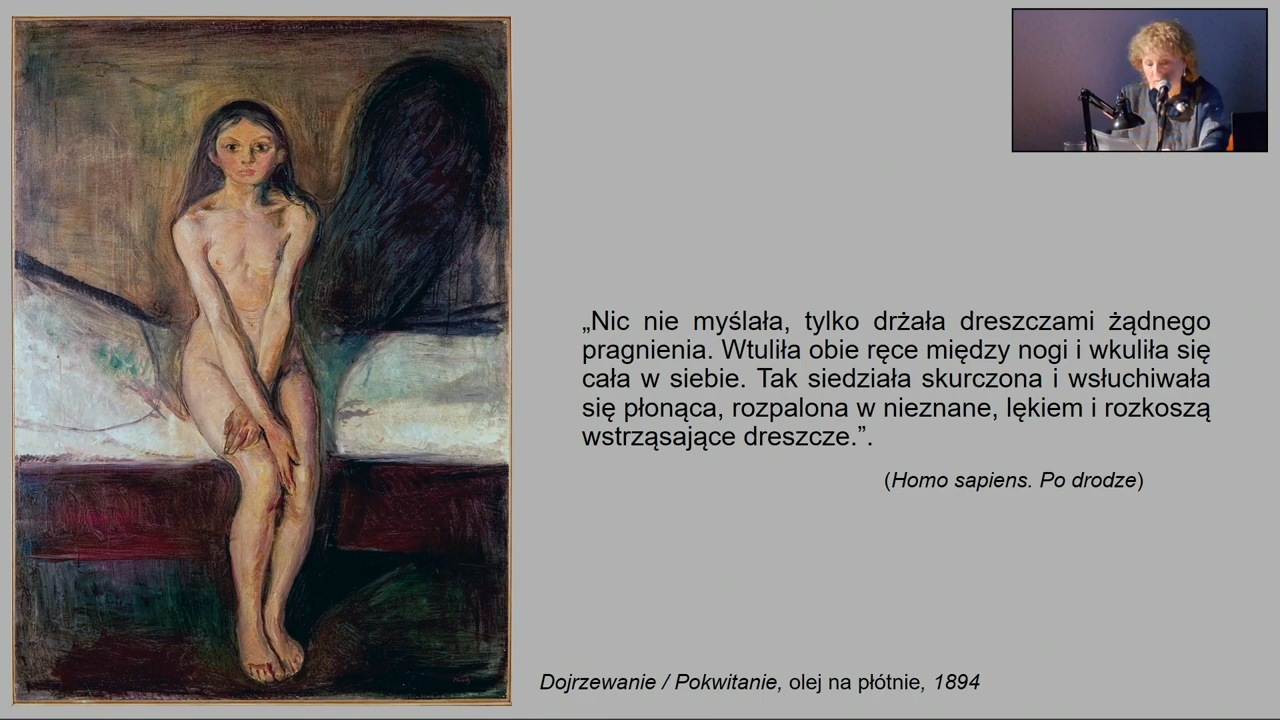 „Nic nie myślała, tylko drżała dreszczami żądnego
pragnienia. Wtuliła obie ręce między nogi i wkuliła się
cała w siebie. Tak siedziała skurczona i wsłuchiwała
się płonąca, rozpalona w nieznane, lękiem i rozkoszą
wstrząsające dreszcze.”.
(Homo sapiens. Po drodze)
Dojrzewanie / Pokwitanie, olej na płótnie, 1894